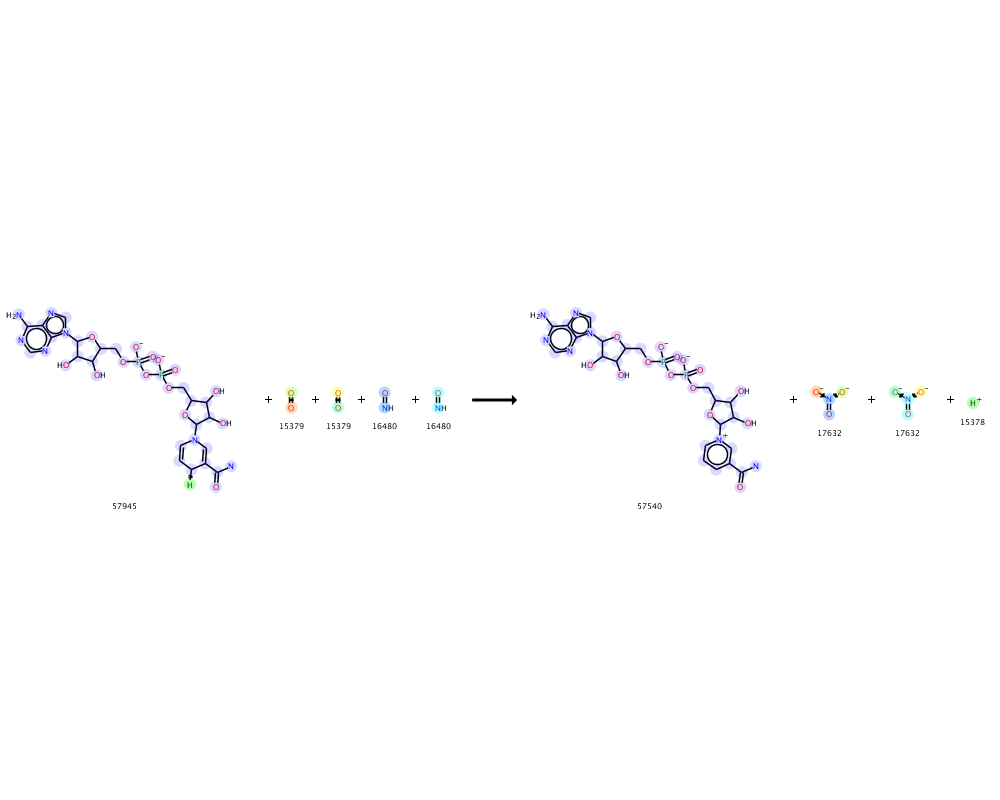 H₂N N N N N O HO OH O P O⁻ O O⁻ O P O O O OH OH N N O H
57945
+ O O
15379
+ O O
15379
+ O NH
16480
+ O NH
16480
H₂N N N N N O HO OH O P O⁻ O O⁻ O P O O O OH OH N⁺ N O
57540
+ O⁻ N O⁻ O
17632
+ O⁻ N O⁻ O
17632
+ H⁺
15378